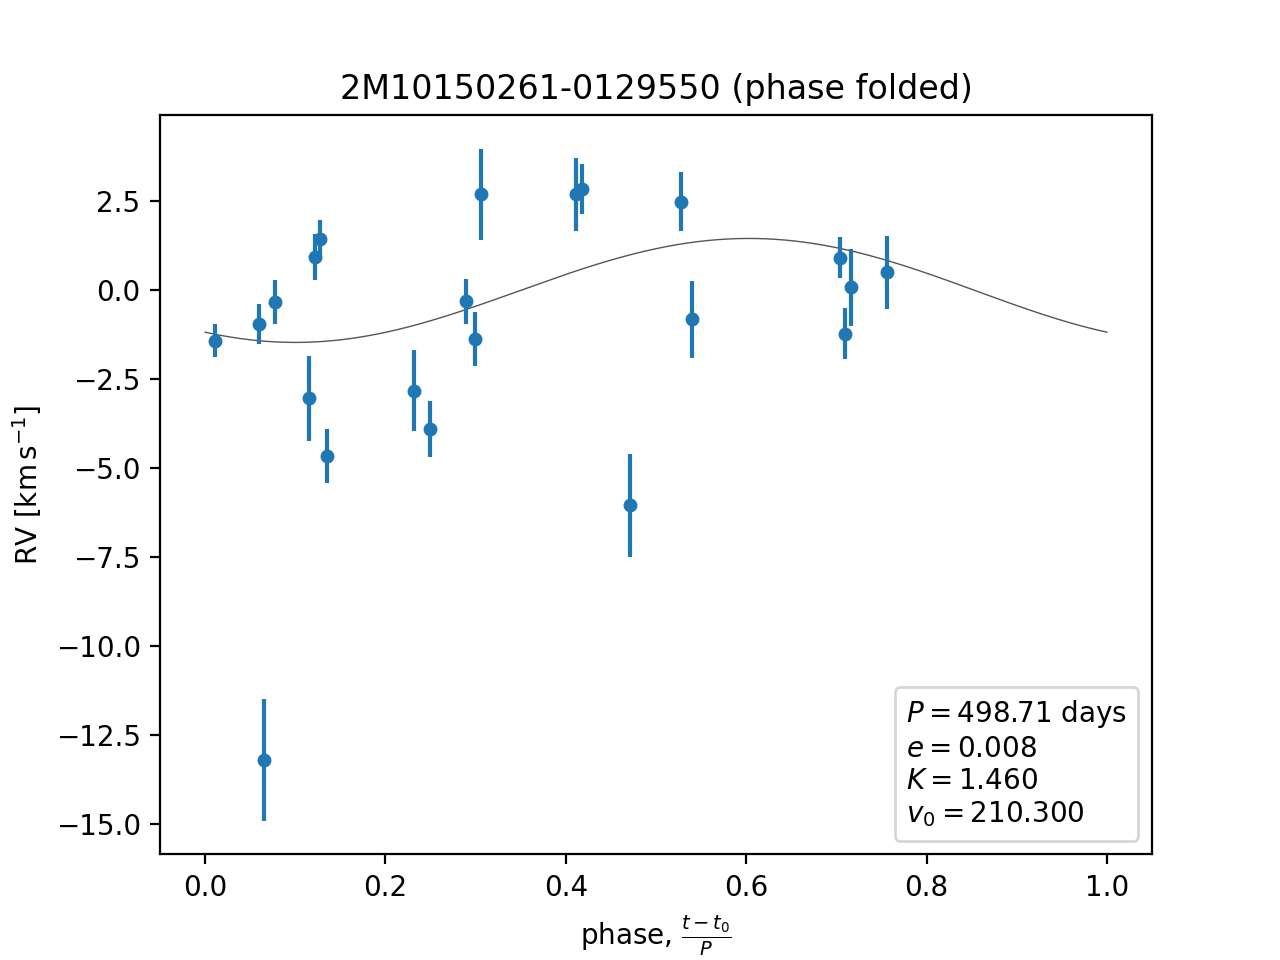 2M10150261-0129550 (phase folded)
RV [km s⁻¹]
2.5
0.0
−2.5
−5.0
−7.5
−10.0
−12.5
−15.0
P = 498.71 days
e = 0.008
K = 1.460
v₀ = 210.300
0.0 0.2 0.4 0.6 0.8 1.0
phase, (t − t₀)/P